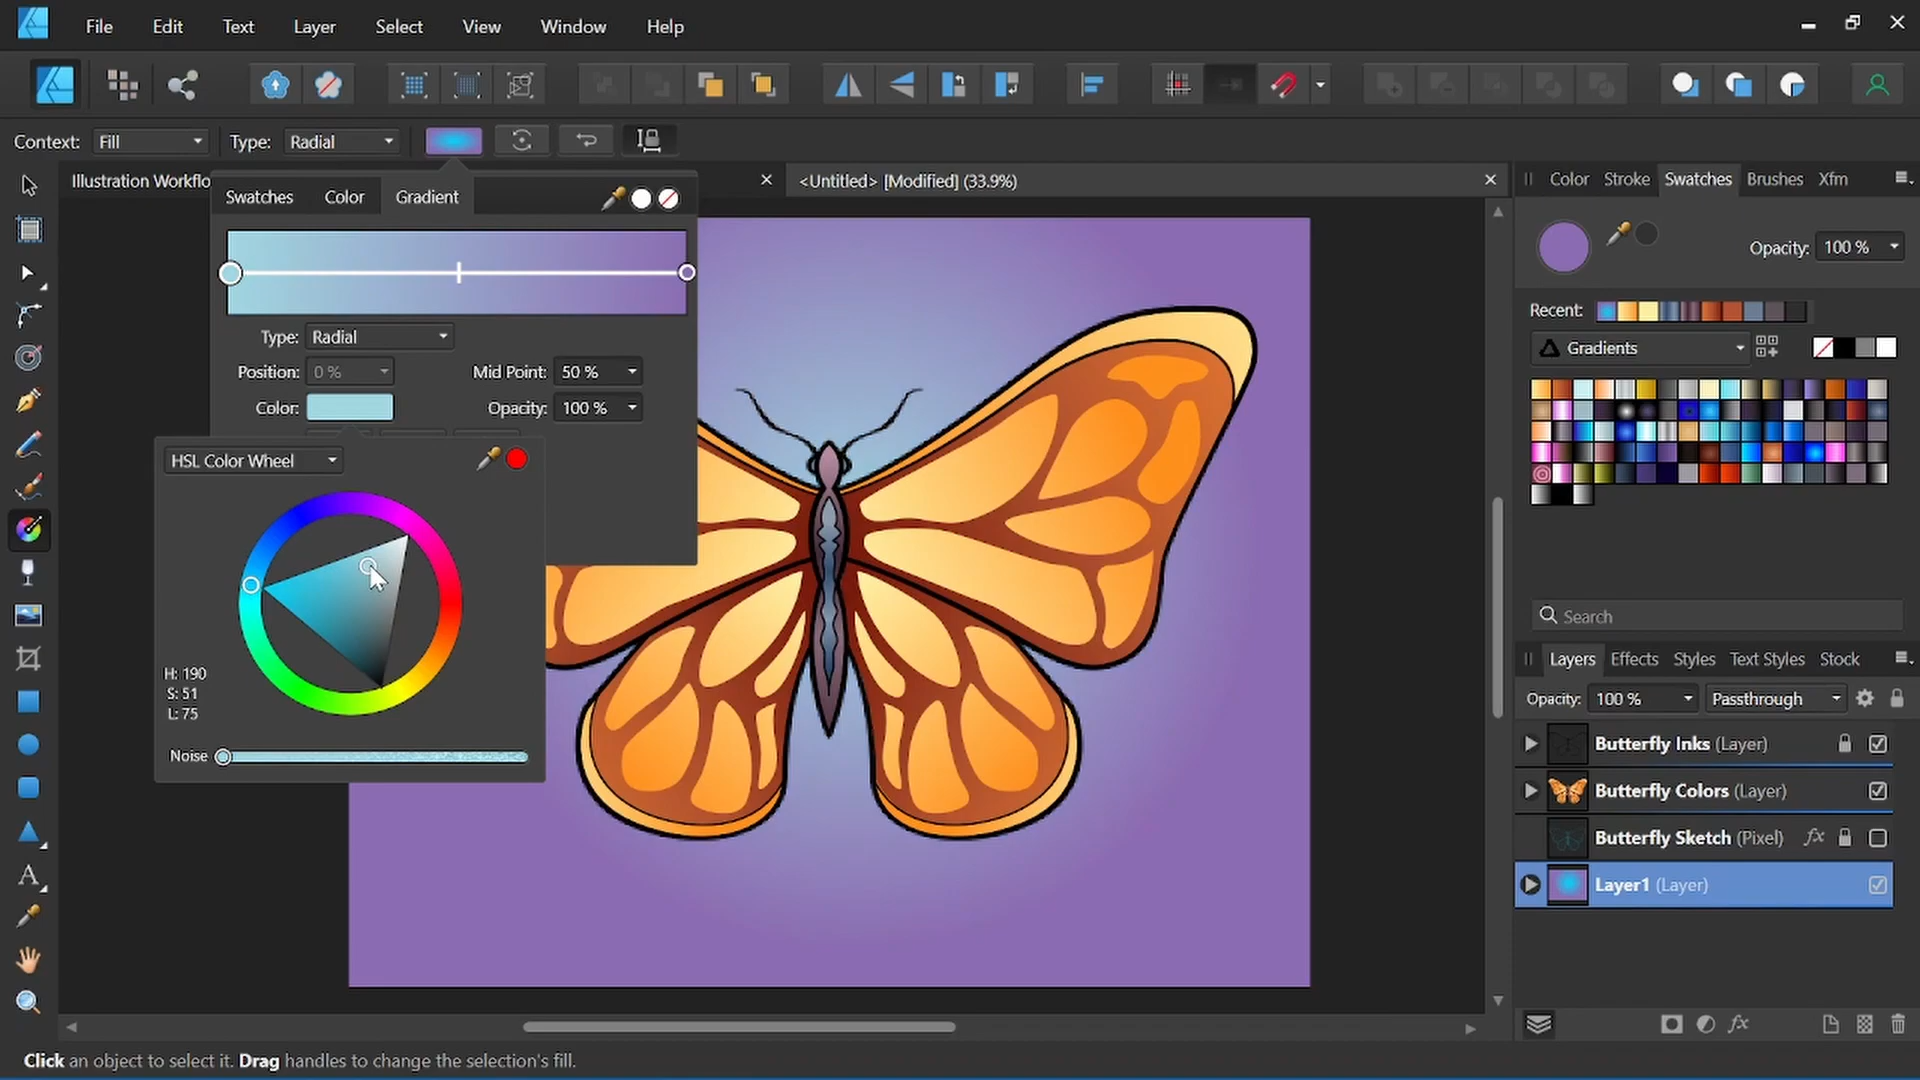 File Edit Text Layer Select View Window Help
Context: Fill Type: Radial
Illustration Workflo <Untitled> [Modified] (33.9%)
Swatches Color Gradient
Type: Radial
Position: 0 % Mid Point: 50 %
Color: Opacity: 100 %
HSL Color Wheel
H: 190
S: 51
L: 75
Noise
Color Stroke Swatches Brushes Xfm
Opacity: 100 %
Recent:
Gradients
Search
Layers Effects Styles Text Styles Stock
Opacity: 100 % Passthrough
Butterfly Inks (Layer)
Butterfly Colors (Layer)
Butterfly Sketch (Pixel) fx
Layer1 (Layer)
fx
Click an object to select it. Drag handles to change the selection's fill.